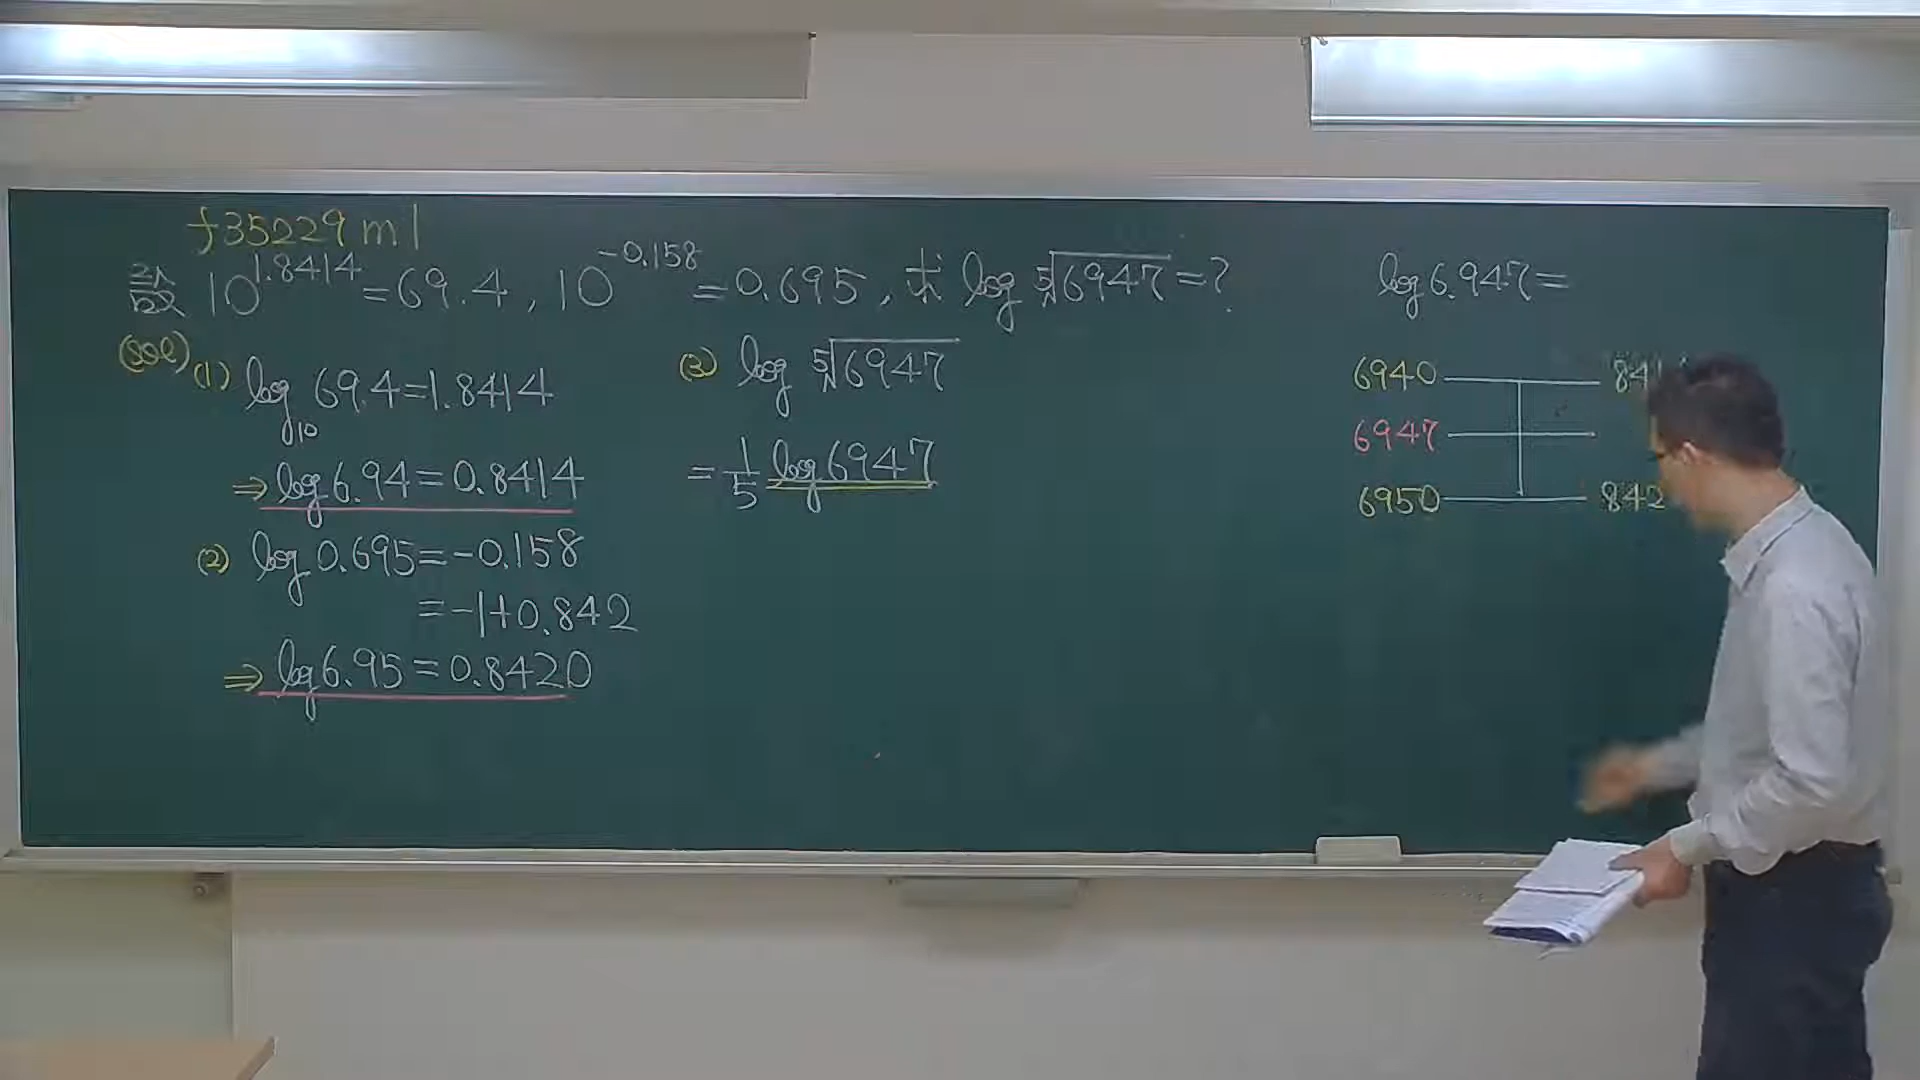 f35229m1
設 10^1.8414 = 69.4 , 10^-0.158 = 0.695 , 求 log ⁵√6947 = ?
(sol) (1) log₁₀ 69.4 = 1.8414
⇒ log 6.94 = 0.8414
(2) log 0.695 = -0.158
= -1+0.842
⇒ log 6.95 = 0.8420
(3) log ⁵√6947
= 1/5 log 6947
log 6.947 =
6940 841
6947
6950 842